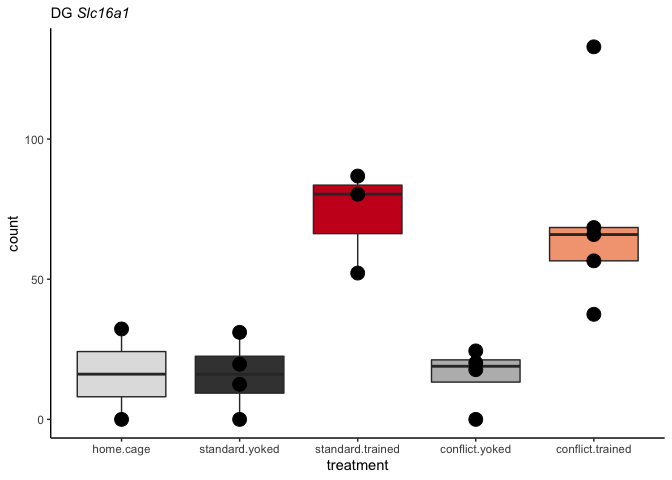 DG Slc16a1
count
100
50
0
home.cage standard.yoked standard.trained conflict.yoked conflict.trained
treatment